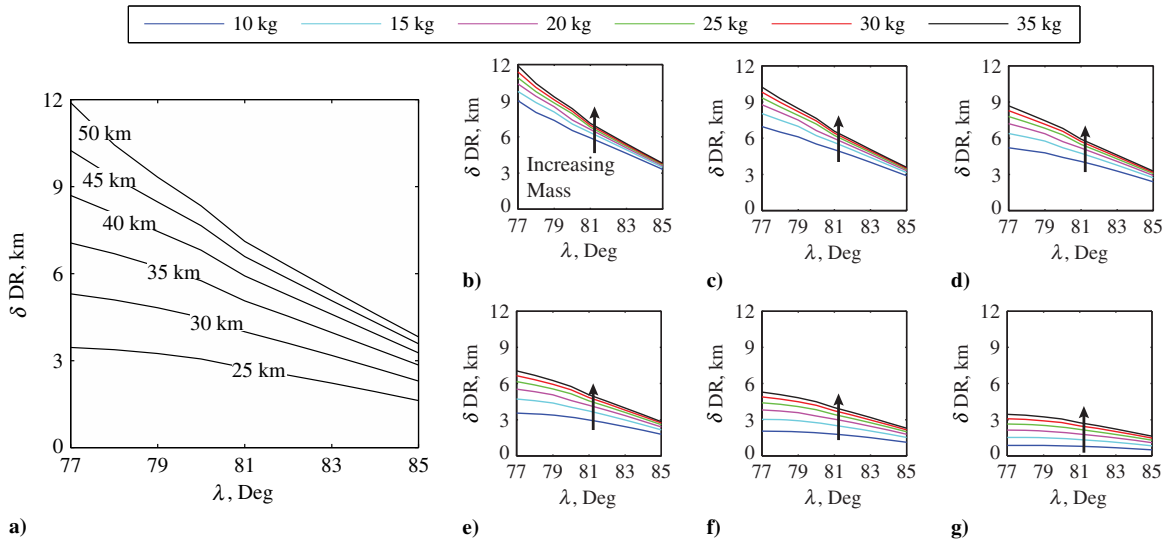 10 kg 15 kg 20 kg 25 kg 30 kg 35 kg
δ DR, km
12
9
6
3
0
50 km
45 km
40 km
35 km
30 km
25 km
77 79 81 83 85
λ, Deg
a)
δ DR, km
12
9
6
3
0
Increasing
Mass
77 79 81 83 85
λ, Deg
b)
δ DR, km
12
9
6
3
0
77 79 81 83 85
λ, Deg
c)
δ DR, km
12
9
6
3
0
77 79 81 83 85
λ, Deg
d)
δ DR, km
12
9
6
3
0
77 79 81 83 85
λ, Deg
e)
δ DR, km
12
9
6
3
0
77 79 81 83 85
λ, Deg
f)
δ DR, km
12
9
6
3
0
77 79 81 83 85
λ, Deg
g)